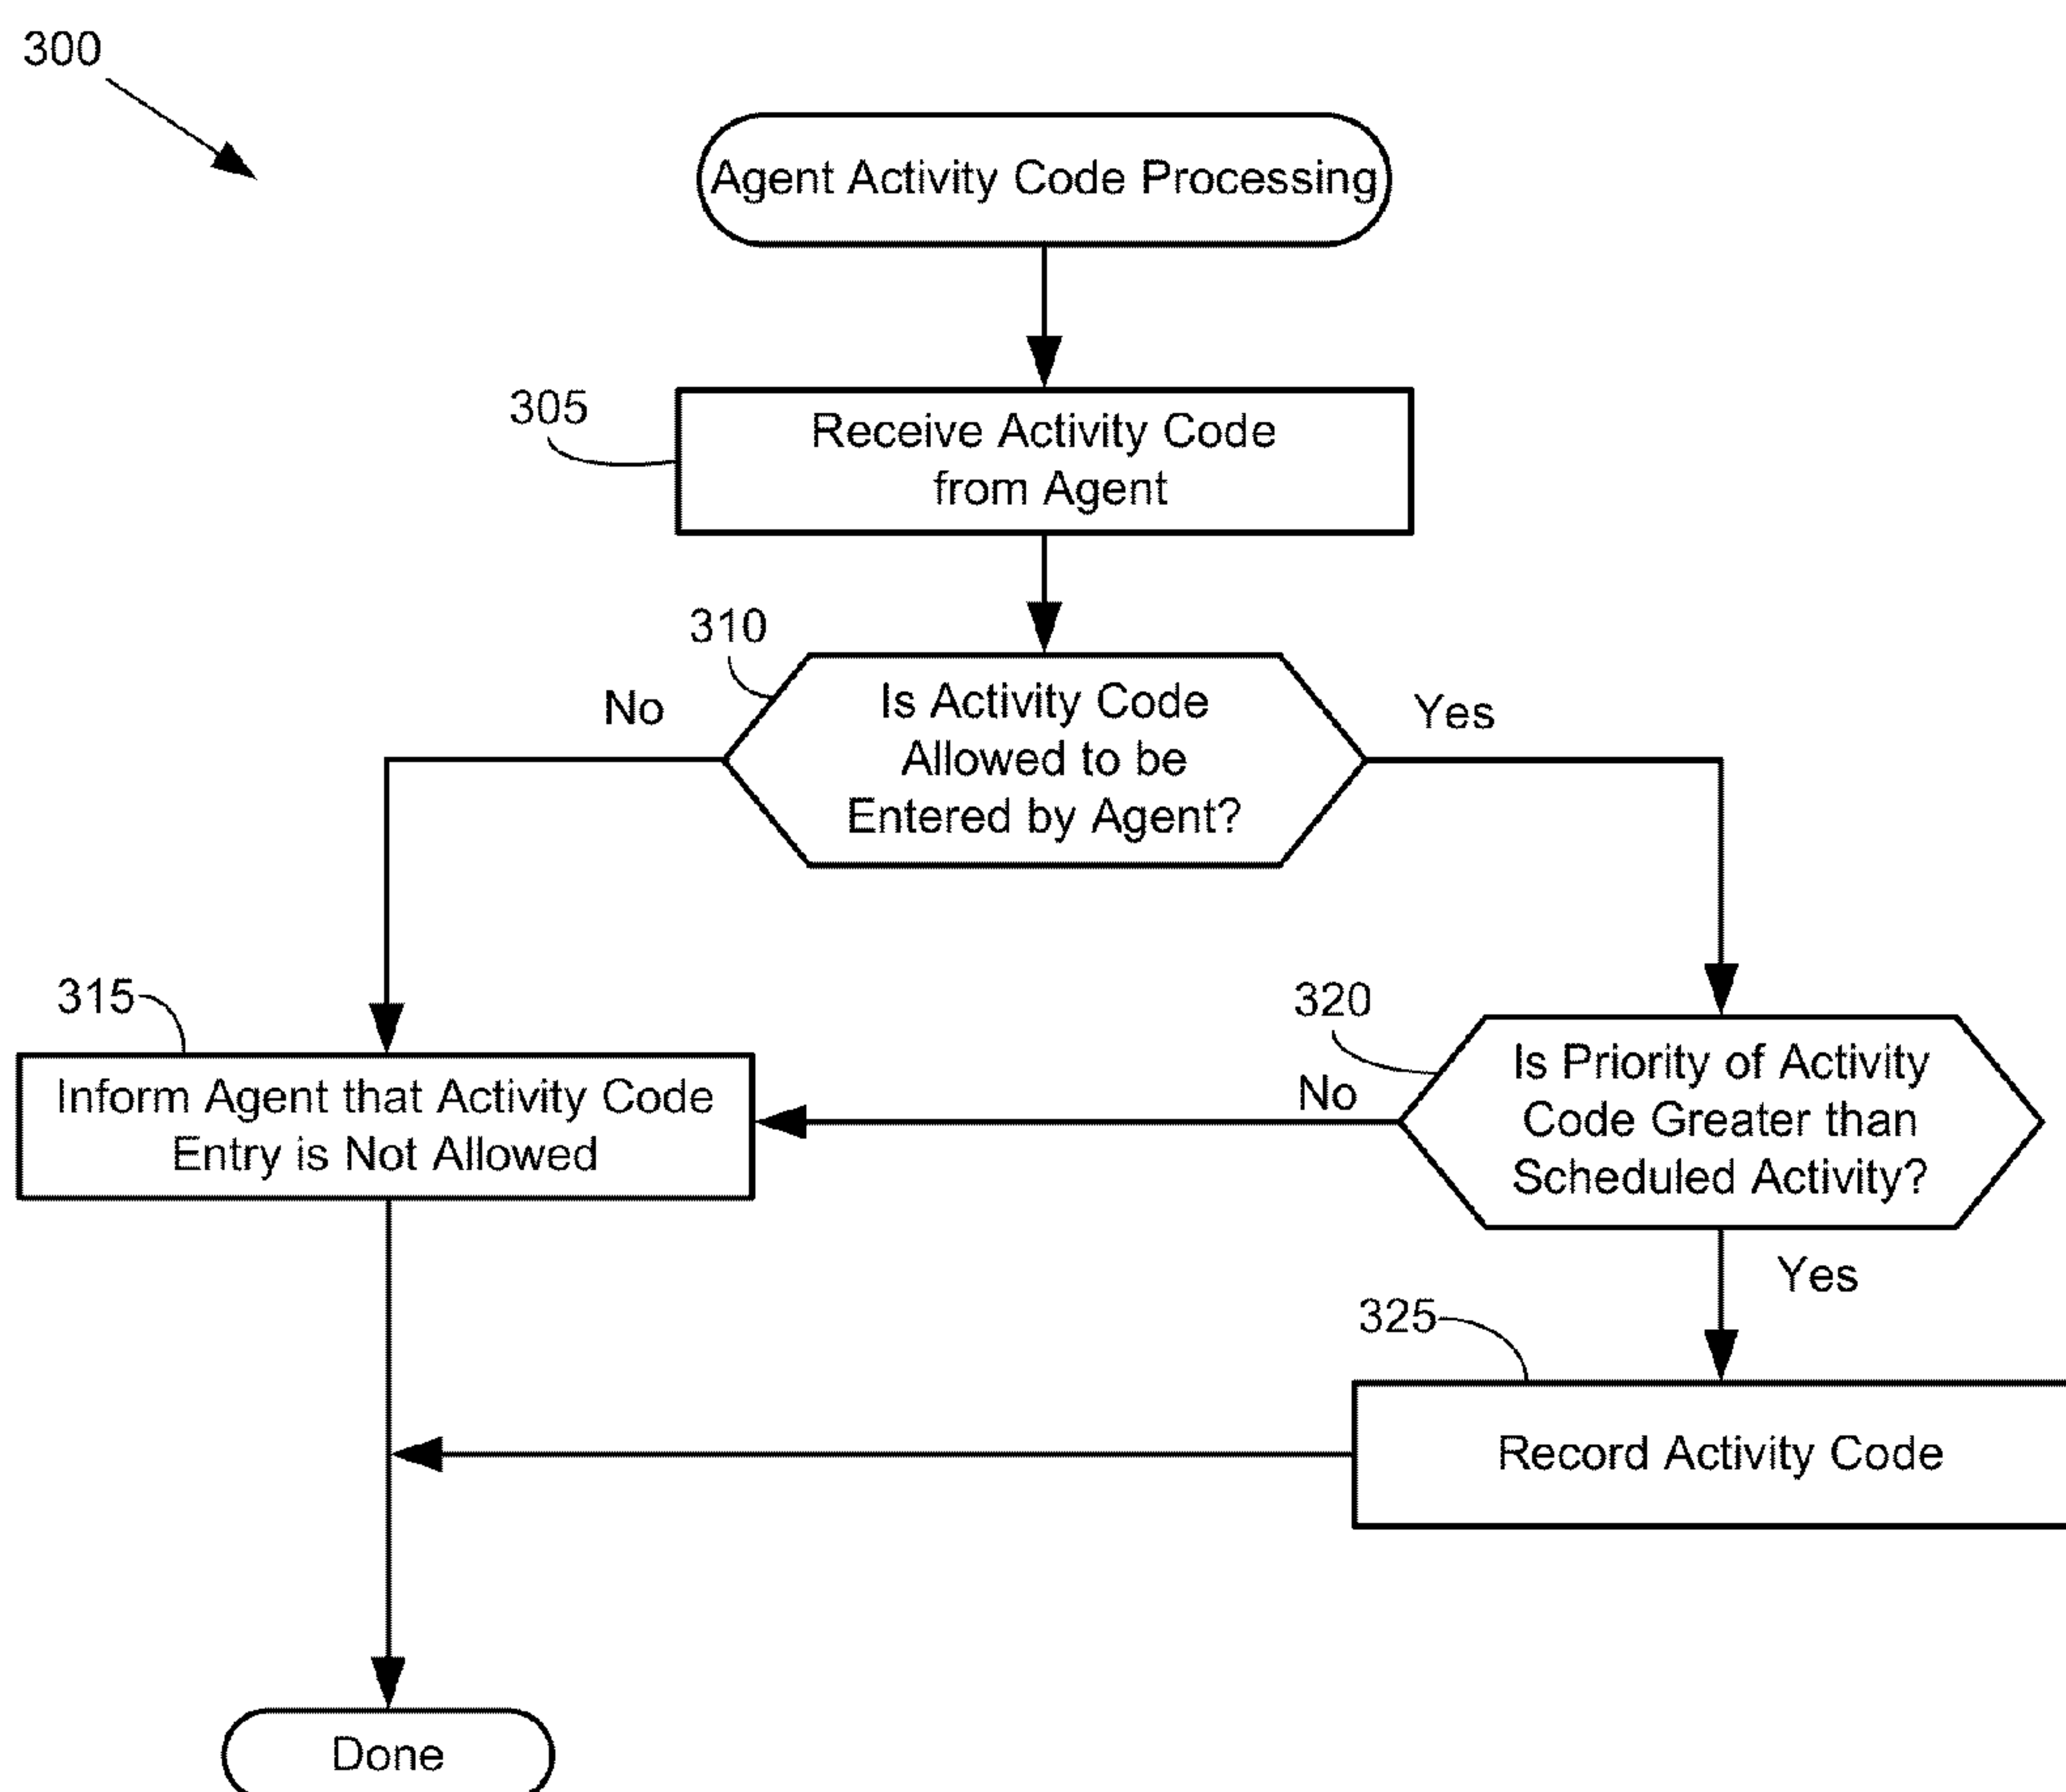 300
Agent Activity Code Processing
305
Receive Activity Code
from Agent
310
No
Is Activity Code
Allowed to be
Entered by Agent?
Yes
315
Inform Agent that Activity Code
Entry is Not Allowed
320
No
Is Priority of Activity
Code Greater than
Scheduled Activity?
Yes
325
Record Activity Code
Done